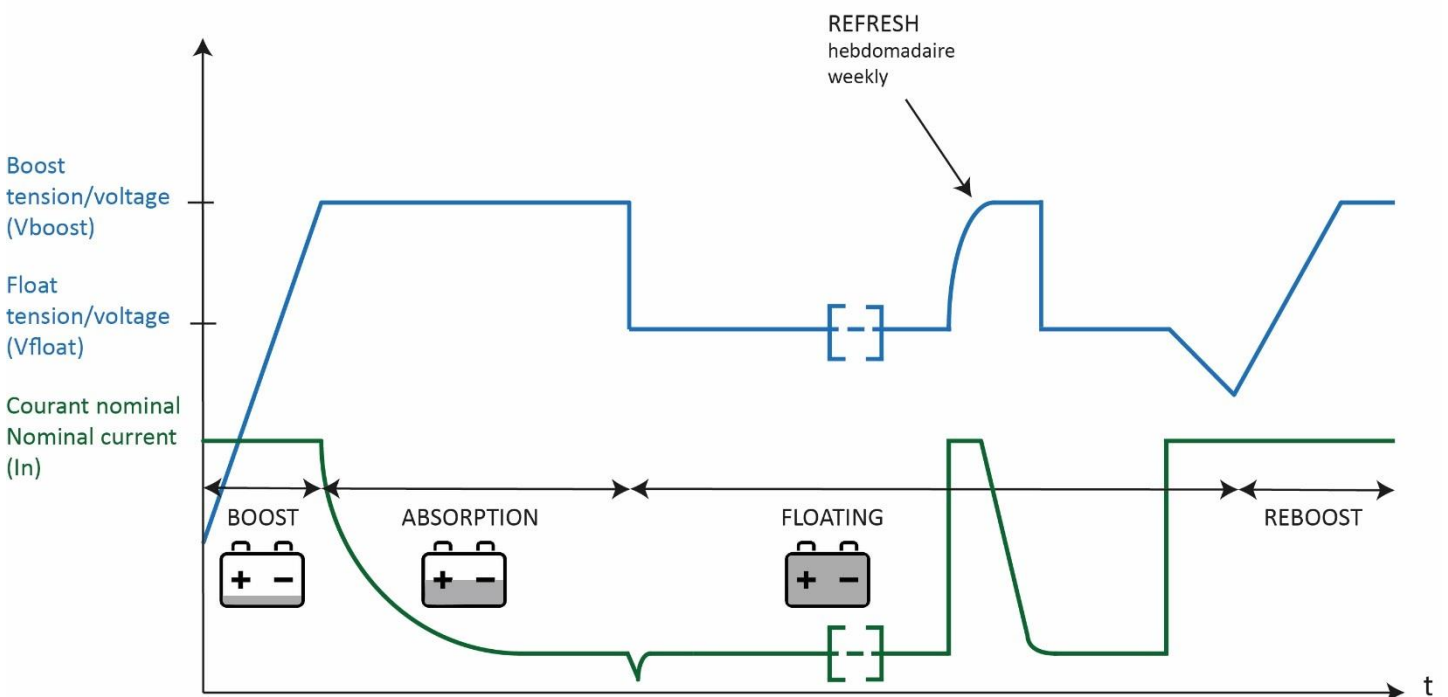 REFRESH
hebdomadaire
weekly
Boost
tension/voltage
(Vboost)
Float
tension/voltage
(Vfloat)
Courant nominal
Nominal current
(In)
BOOST
ABSORPTION
FLOATING
REBOOST
+ −
+ −
+ −
t